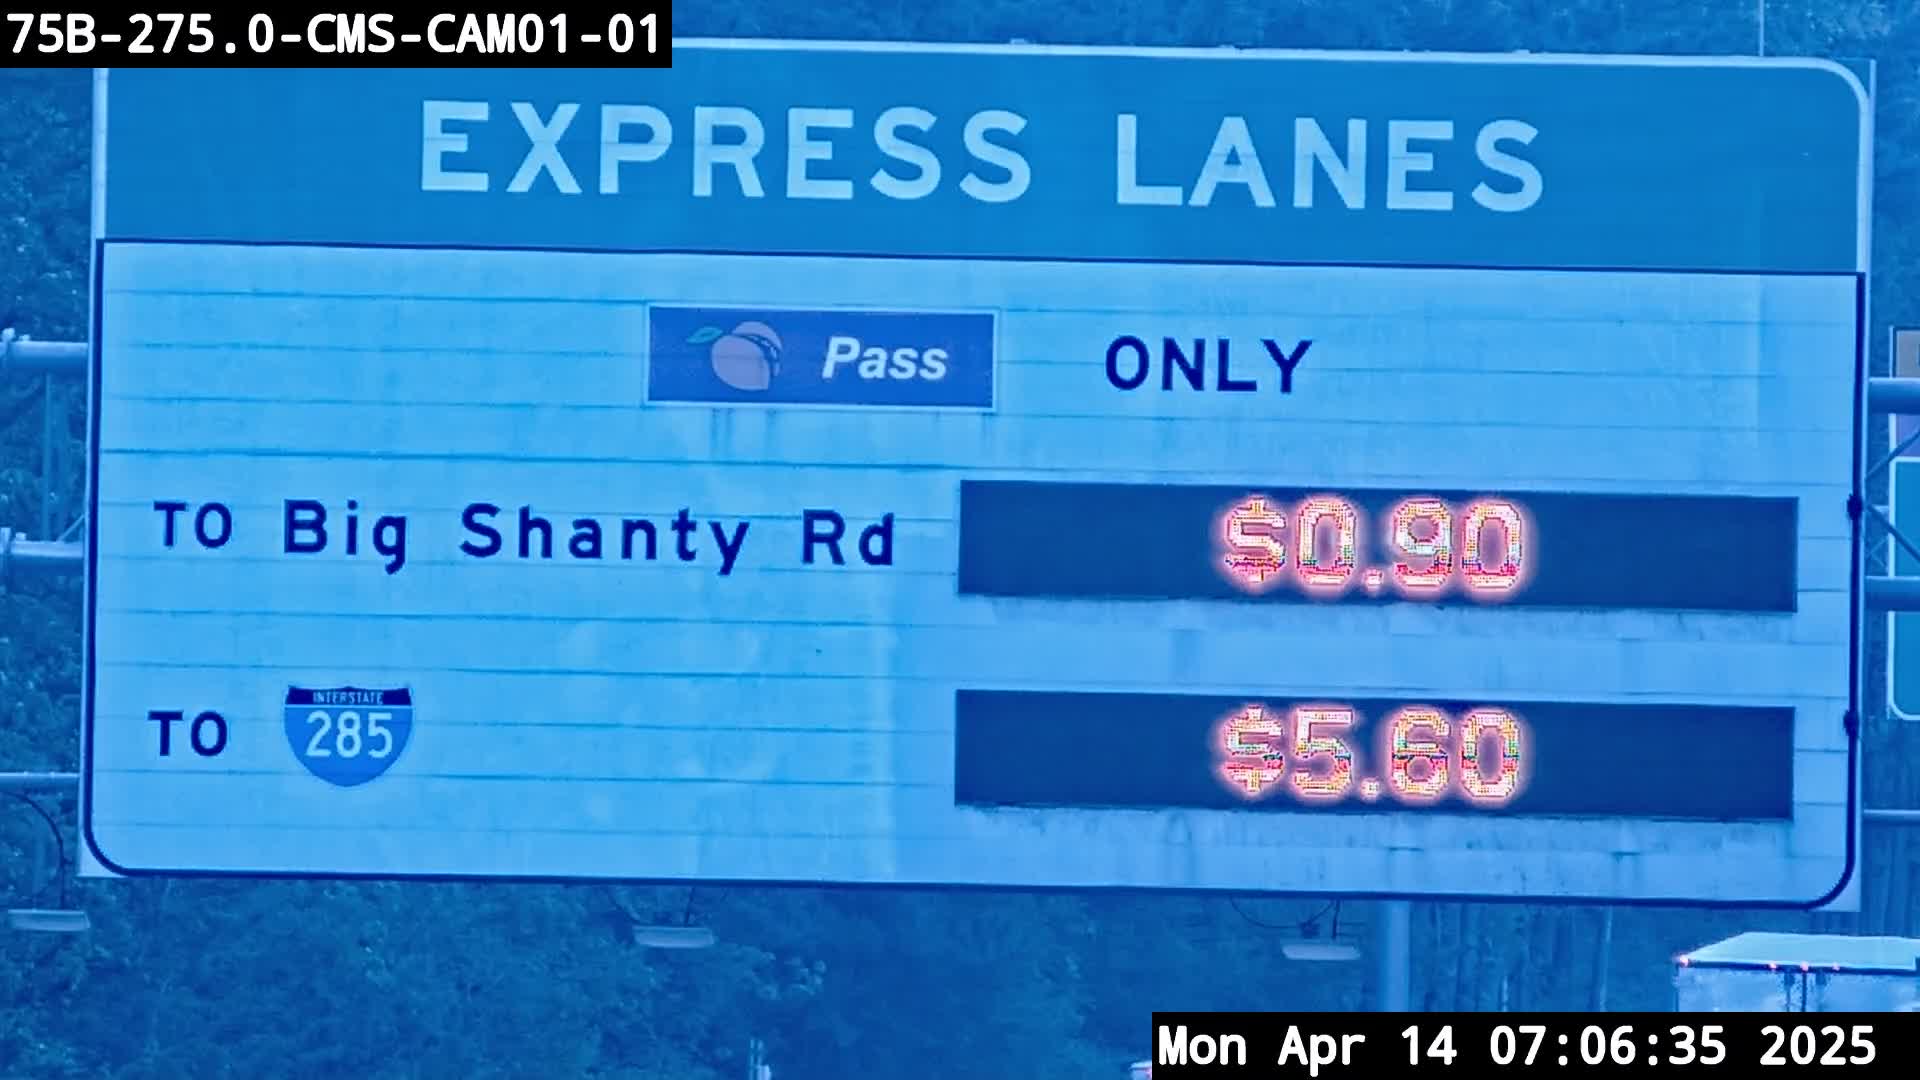 75B-275.0-CMS-CAM01-01
EXPRESS LANES
Pass ONLY
TO Big Shanty Rd $0.90
TO INTERSTATE 285 $5.60
Mon Apr 14 07:06:35 2025